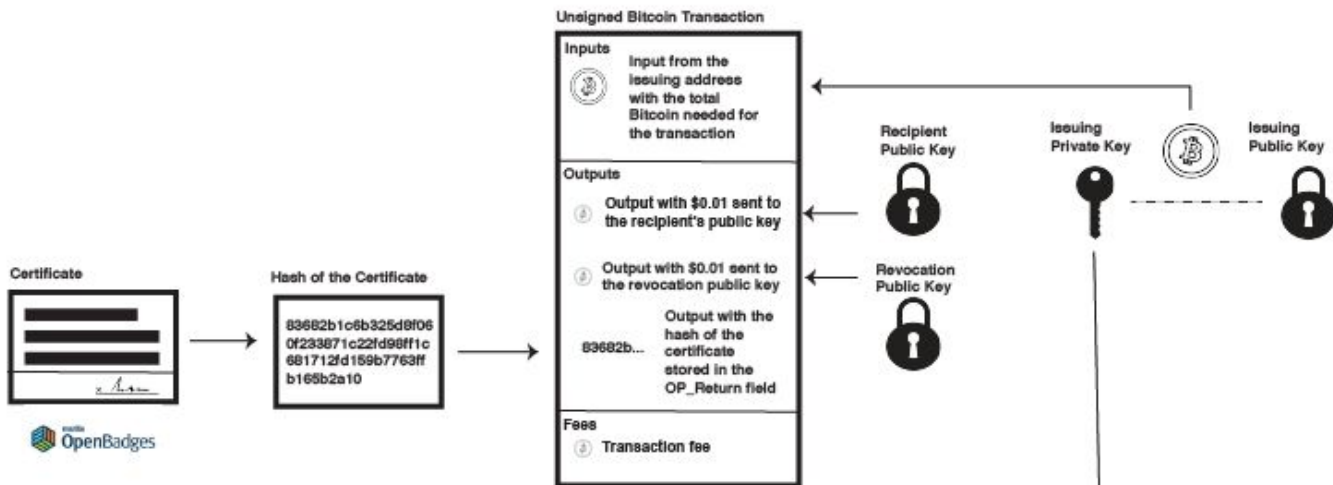 Unsigned Bitcoin Transaction
Inputs
Input from the
issuing address
with the total
Bitcoin needed for
the transaction
Recipient
Public Key
Issuing
Private Key
Issuing
Public Key
Outputs
Output with $0.01 sent to
the recipient's public key
Output with $0.01 sent to
the revocation public key
Revocation
Public Key
Certificate
Hash of the Certificate
83682b1c6b325d8f06
0f233871c22fd98ff1c
681712fd159b7763ff
b165b2a10
83682b...
Output with the
hash of the
certificate
stored in the
OP_Return field
mozilla
OpenBadges
Fees
Transaction fee